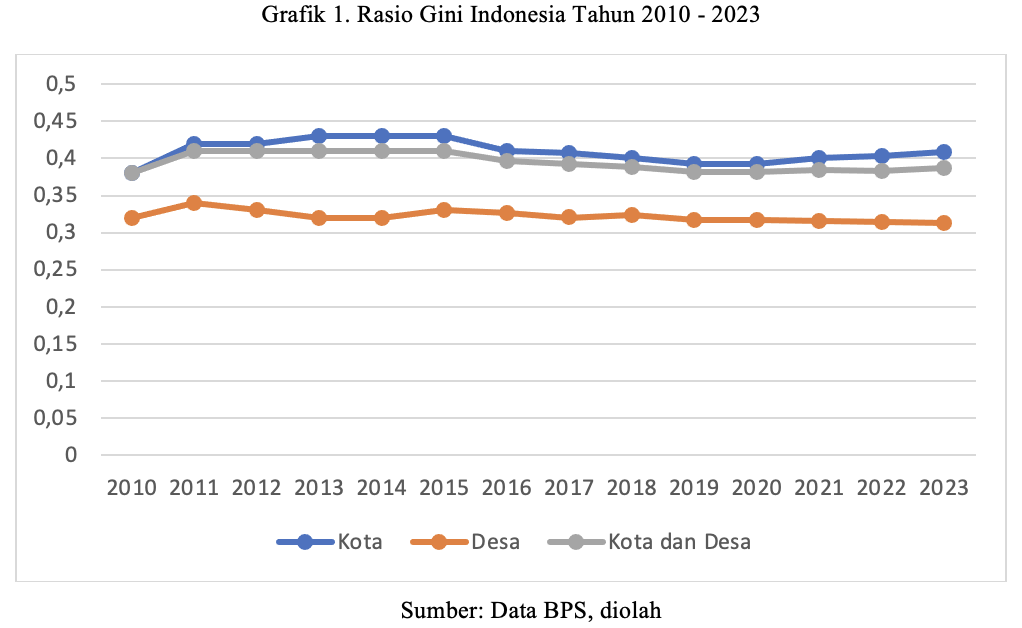 Grafik 1. Rasio Gini Indonesia Tahun 2010 - 2023
0,5
0,45
0,4
0,35
0,3
0,25
0,2
0,15
0,1
0,05
0
2010 2011 2012 2013 2014 2015 2016 2017 2018 2019 2020 2021 2022 2023
Kota Desa Kota dan Desa
Sumber: Data BPS, diolah